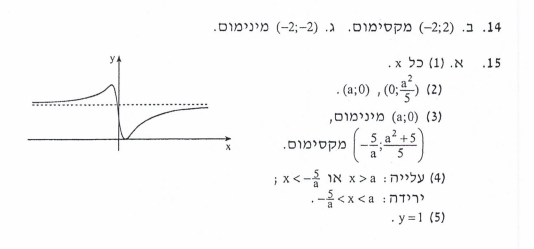 14. ב. (-2;2) מקסימום. ג. (-2;-2) מינימום.
15. א. (1) כל x .
(2) (0;a²/5) , (a;0) .
(3) (a;0) מינימום,
(-5/a;(a²+5)/5) מקסימום.
(4) עלייה: x>a או x<-5/a ;
ירידה: -5/a<x<a .
(5) y=1 .
y
x